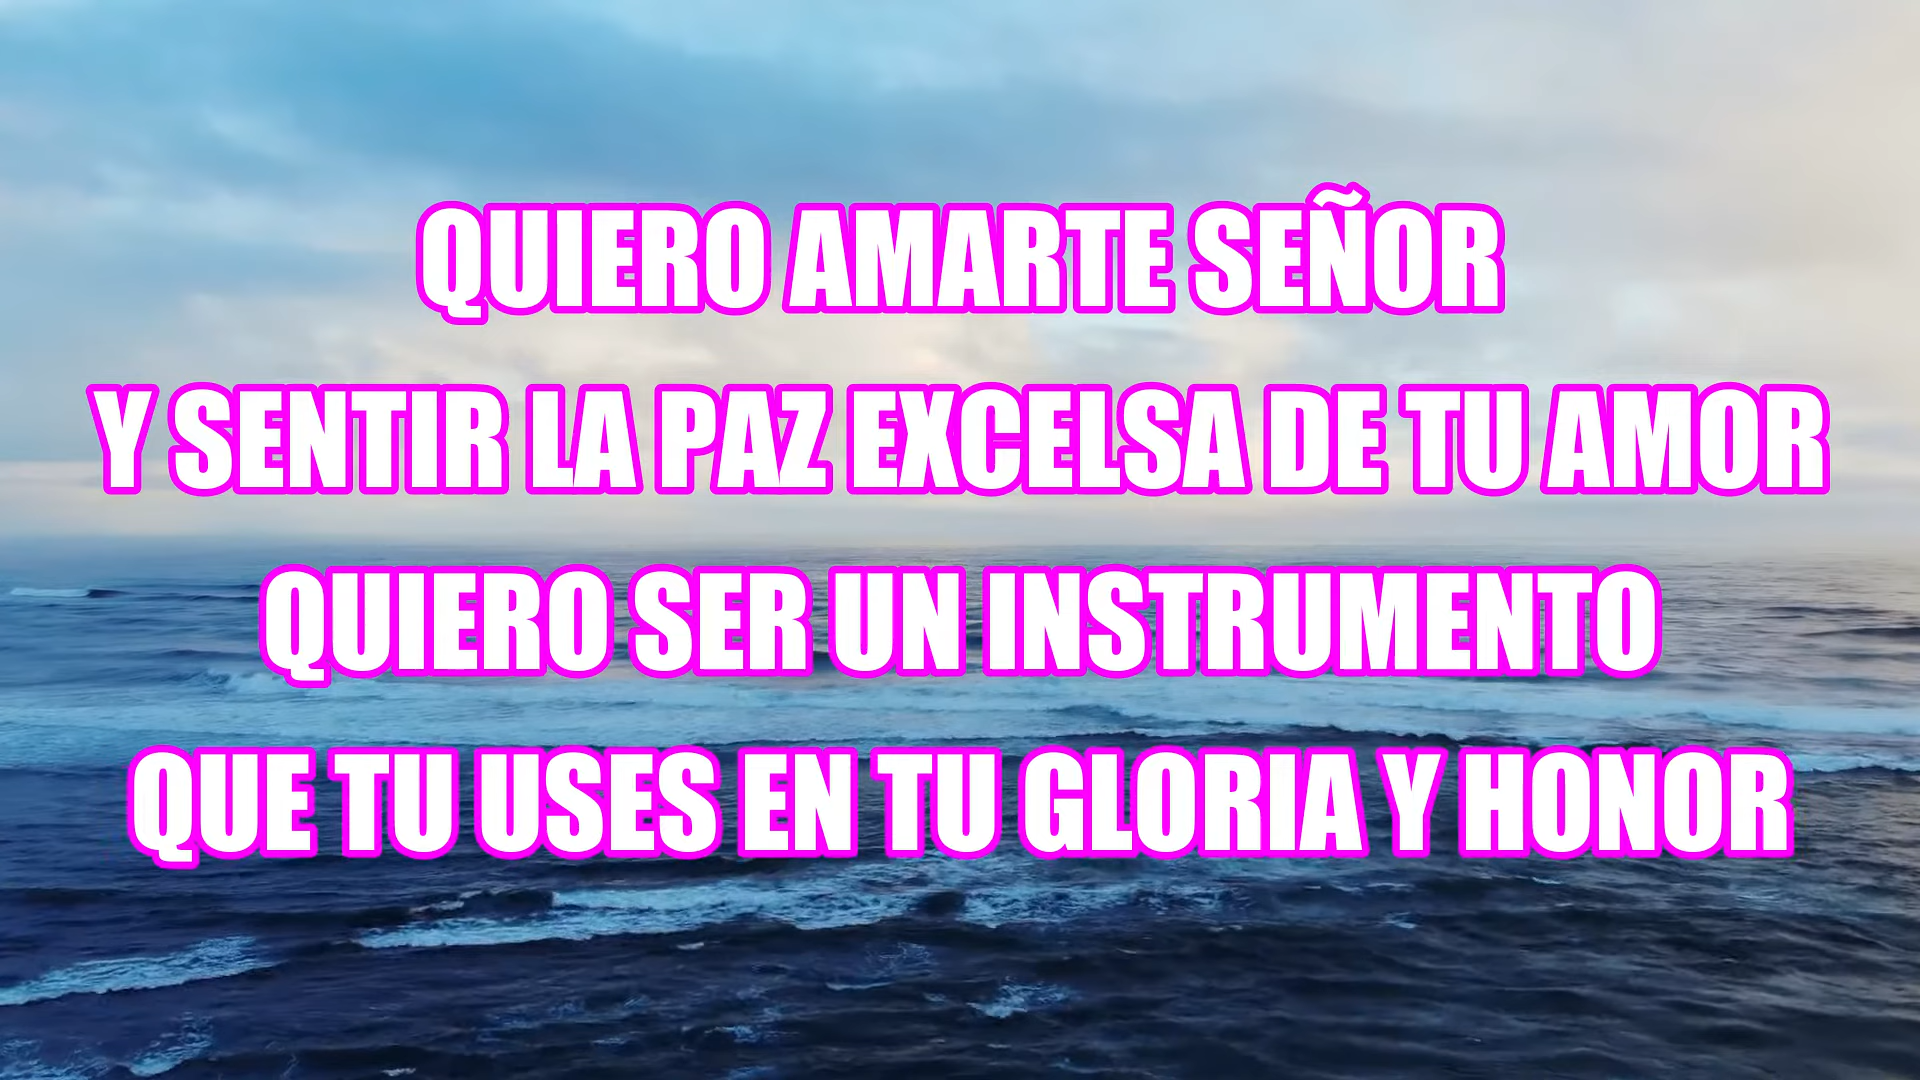 QUIERO AMARTE SEÑOR
Y SENTIR LA PAZ EXCELSA DE TU AMOR
QUIERO SER UN INSTRUMENTO
QUE TU USES EN TU GLORIA Y HONOR